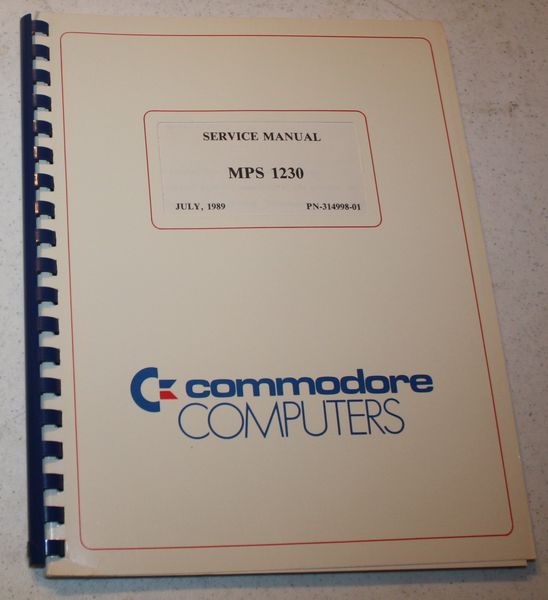 SERVICE MANUAL
MPS 1230
JULY, 1989 PN-314998-01
commodore
COMPUTERS